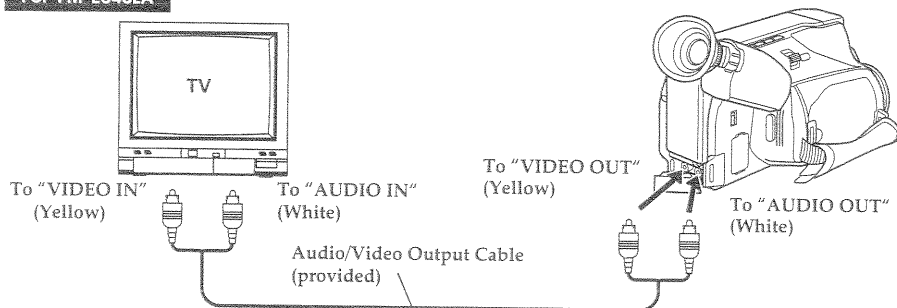 TV
To "VIDEO IN"
(Yellow)
To "AUDIO IN"
(White)
To "VIDEO OUT"
(Yellow)
To "AUDIO OUT"
(White)
Audio/Video Output Cable
(provided)